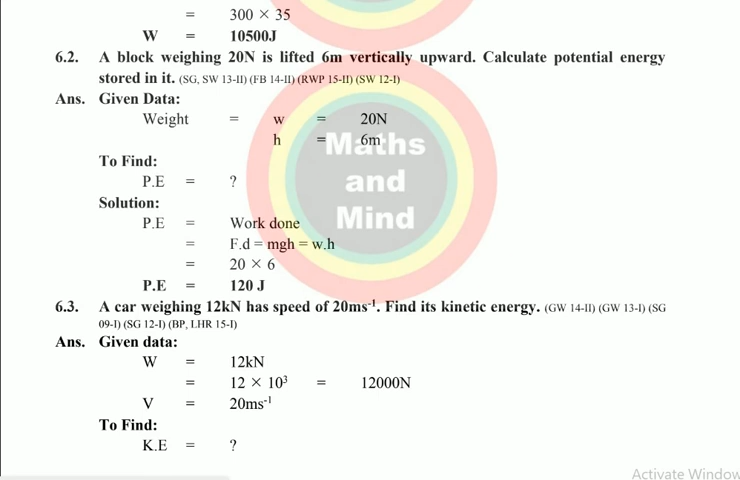 = 300 × 35
W = 10500J
6.2. A block weighing 20N is lifted 6m vertically upward. Calculate potential energy
stored in it. (SG, SW 13-II) (FB 14-II) (RWP 15-II) (SW 12-I)
Ans. Given Data:
Weight = w = 20N
h = 6m
Maths
and
Mind
To Find:
P.E = ?
Solution:
P.E = Work done
= F.d = mgh = w.h
= 20 × 6
P.E = 120 J
6.3. A car weighing 12kN has speed of 20ms⁻¹. Find its kinetic energy. (GW 14-II) (GW 13-I) (SG
09-I) (SG 12-I) (BP, LHR 15-I)
Ans. Given data:
W = 12kN
= 12 × 10³ = 12000N
V = 20ms⁻¹
To Find:
K.E = ?
Activate Window